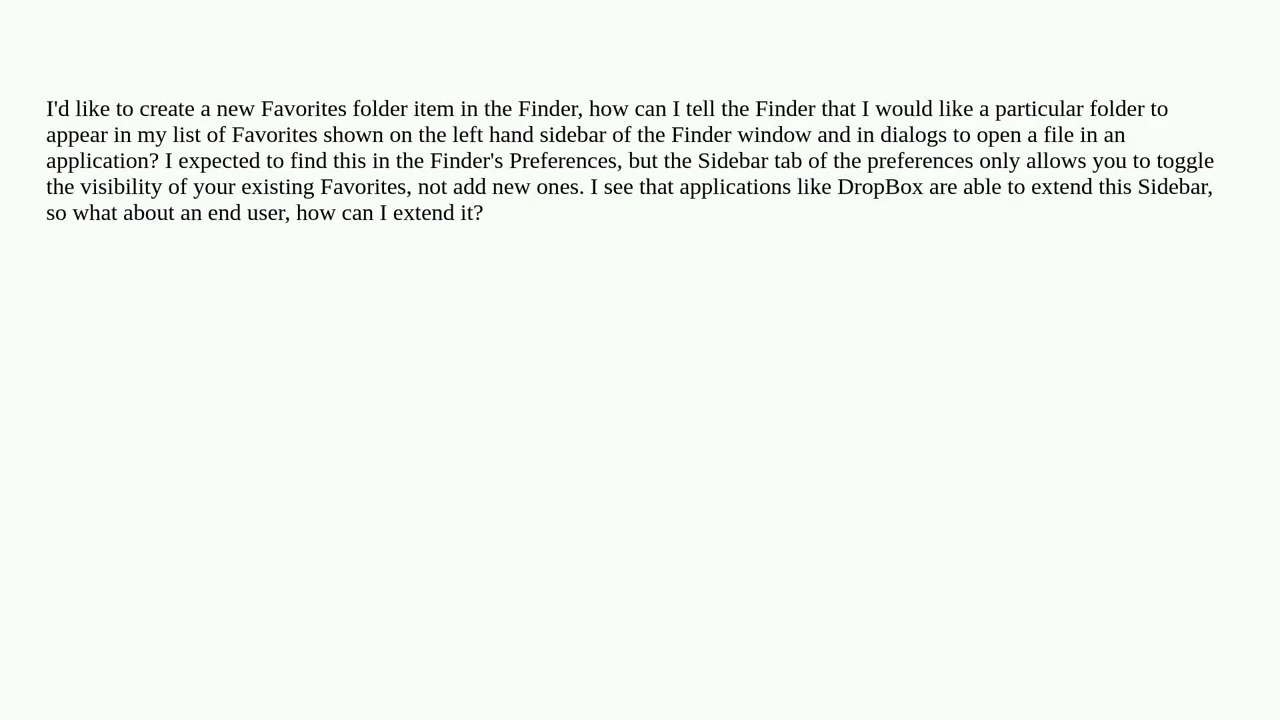 I'd like to create a new Favorites folder item in the Finder, how can I tell the Finder that I would like a particular folder to
appear in my list of Favorites shown on the left hand sidebar of the Finder window and in dialogs to open a file in an
application? I expected to find this in the Finder's Preferences, but the Sidebar tab of the preferences only allows you to toggle
the visibility of your existing Favorites, not add new ones. I see that applications like DropBox are able to extend this Sidebar,
so what about an end user, how can I extend it?